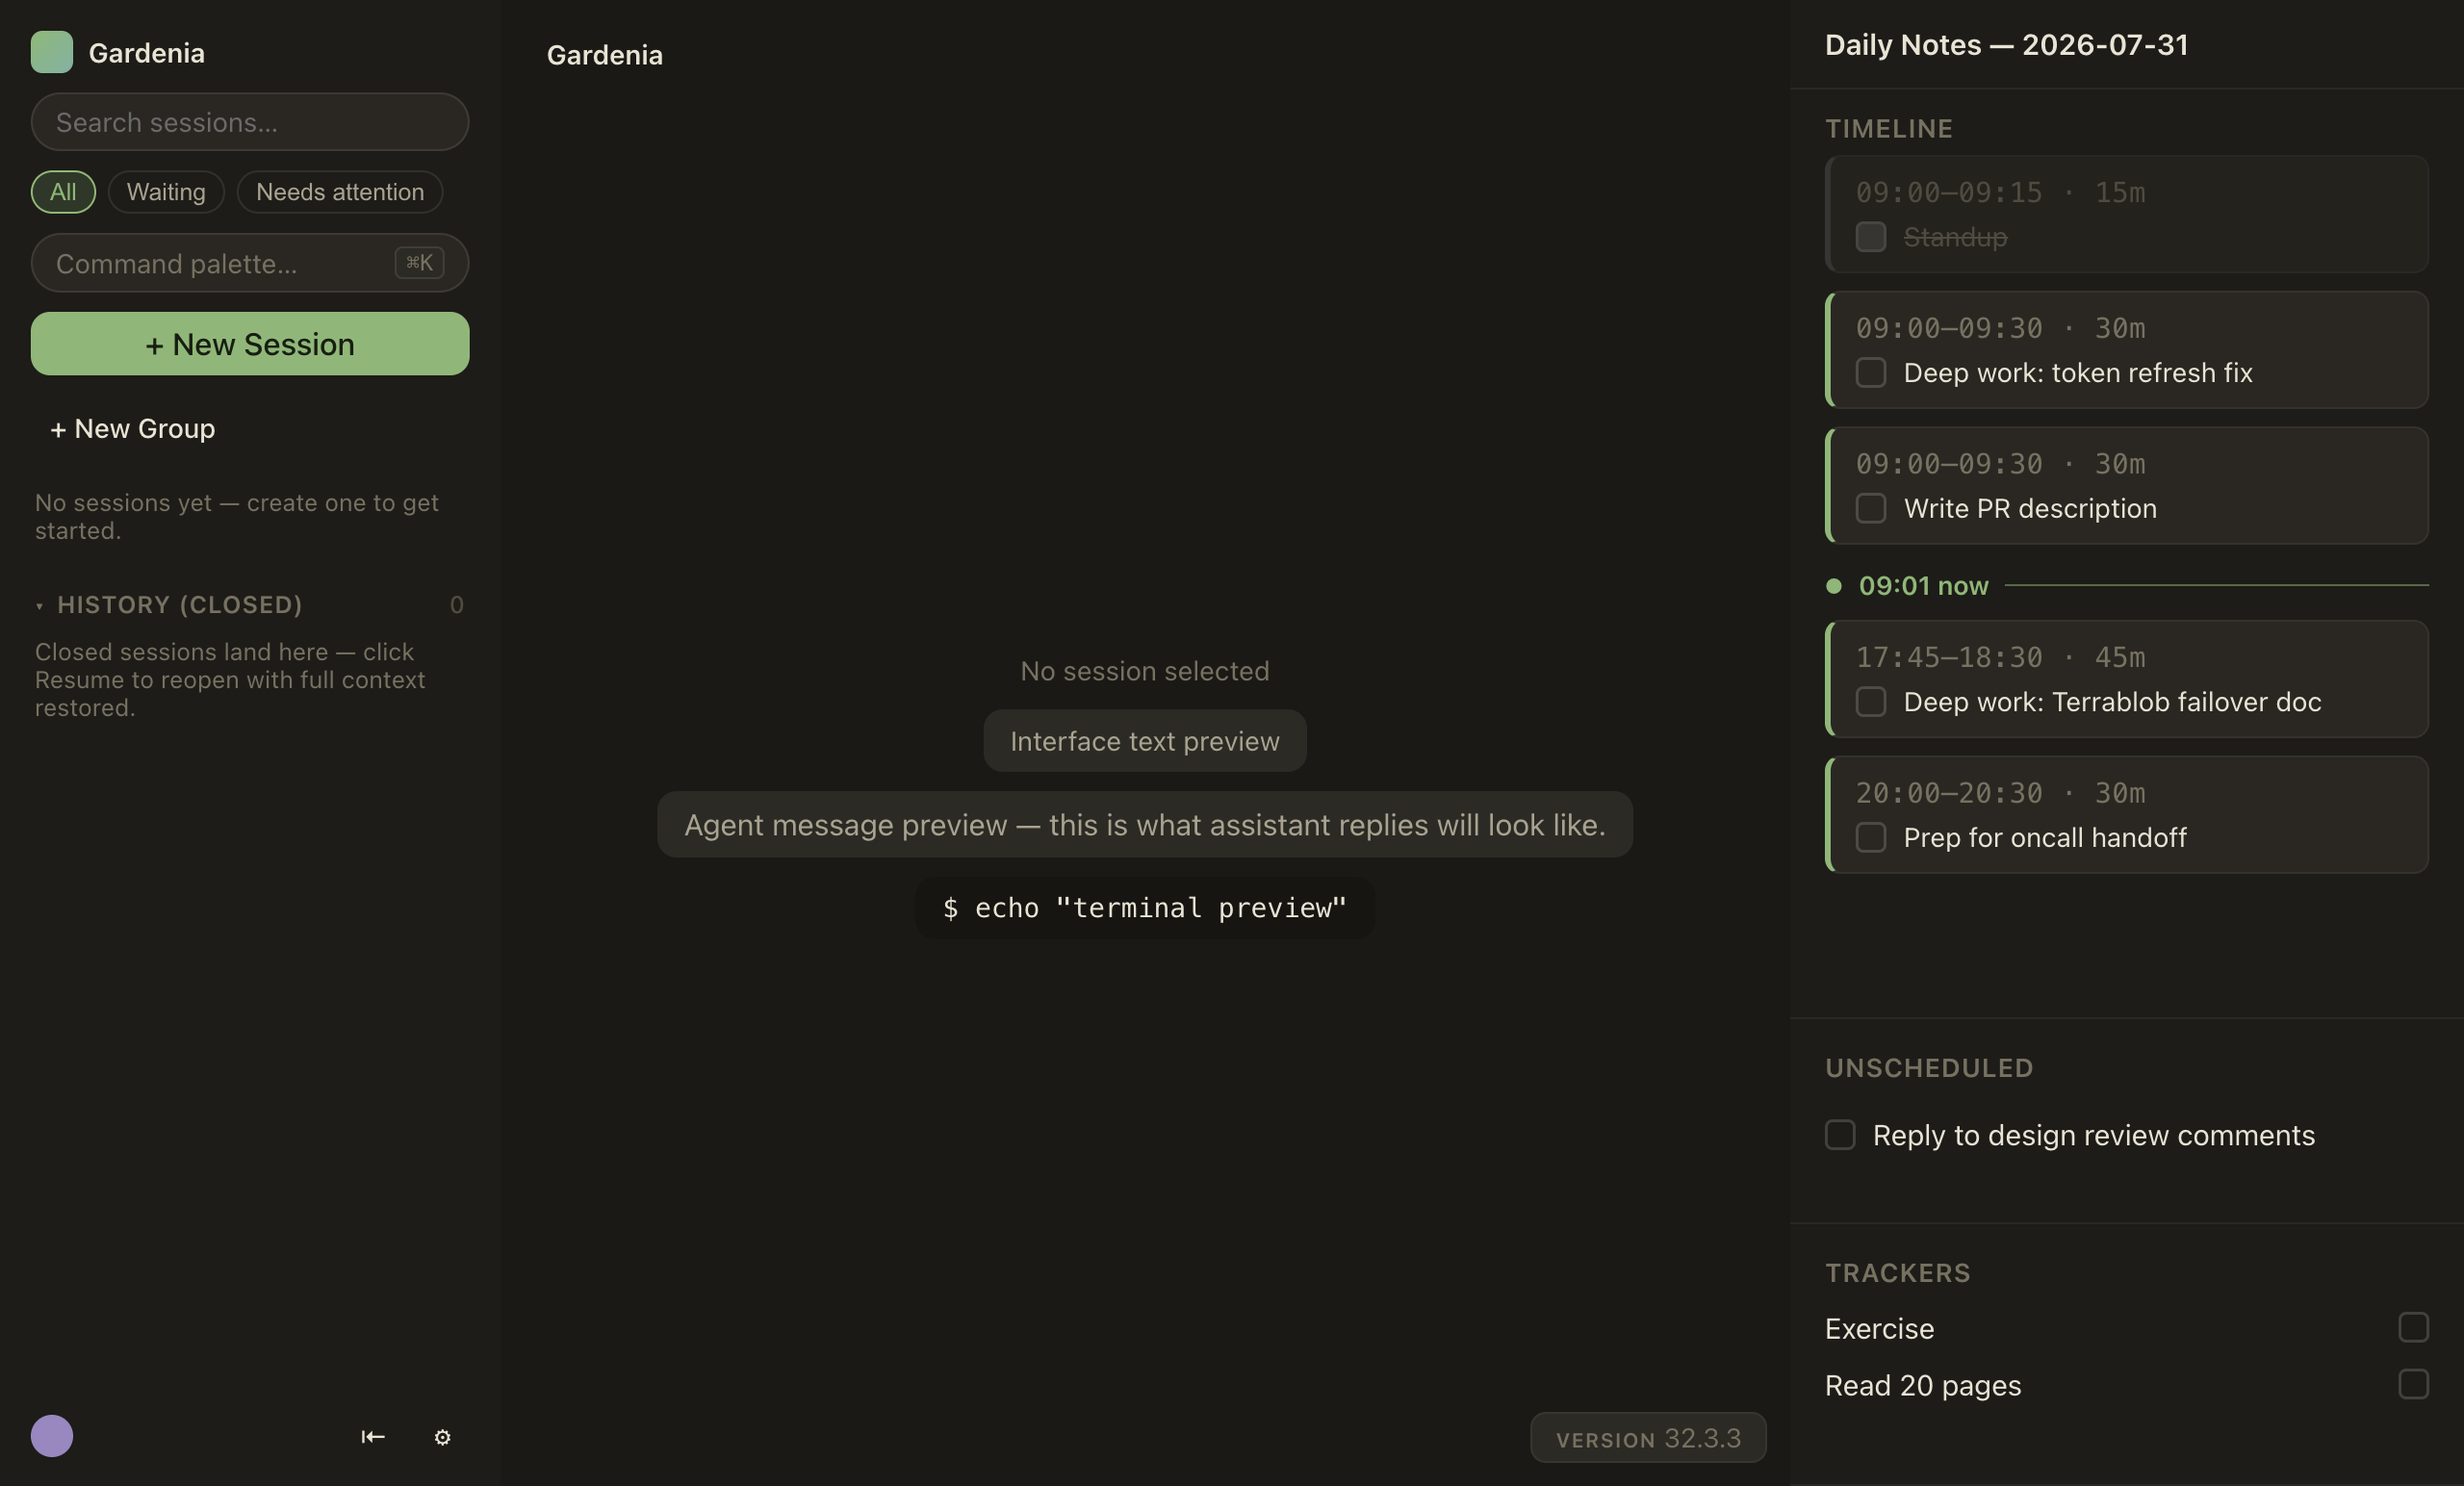 Gardenia
Search sessions...
All
Waiting
Needs attention
Command palette...
⌘K
+ New Session
+ New Group
No sessions yet — create one to get
started.
▾ HISTORY (CLOSED) 0
Closed sessions land here — click
Resume to reopen with full context
restored.
Gardenia
No session selected
Interface text preview
Agent message preview — this is what assistant replies will look like.
$ echo "terminal preview"
VERSION 32.3.3
Daily Notes — 2026-07-31
TIMELINE
09:00–09:15 · 15m
Standup
09:00–09:30 · 30m
Deep work: token refresh fix
09:00–09:30 · 30m
Write PR description
09:01 now
17:45–18:30 · 45m
Deep work: Terrablob failover doc
20:00–20:30 · 30m
Prep for oncall handoff
UNSCHEDULED
Reply to design review comments
TRACKERS
Exercise
Read 20 pages